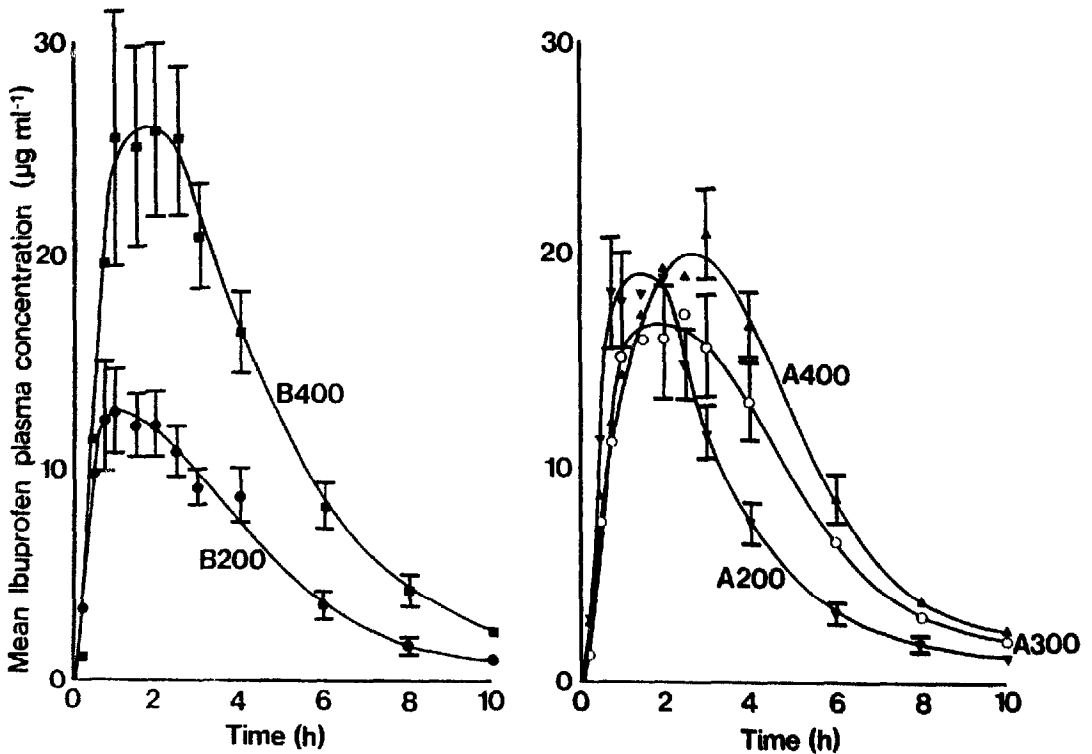 Mean Ibuprofen plasma concentration (µg ml⁻¹)
30
20
10
0
B400
B200
0 2 4 6 8 10
Time (h)
30
20
10
0
A400
A200
A300
0 2 4 6 8 10
Time (h)